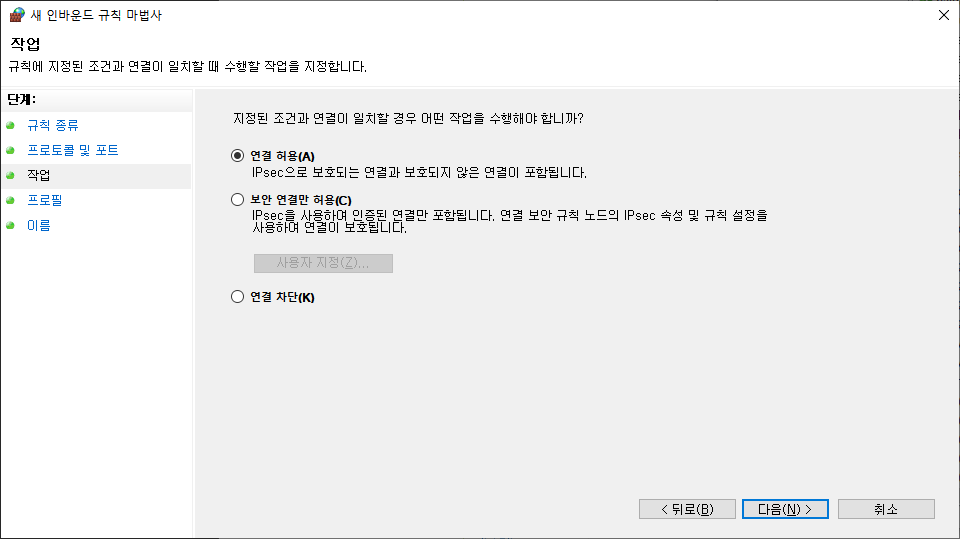 새 인바운드 규칙 마법사
작업
규칙에 지정된 조건과 연결이 일치할 때 수행할 작업을 지정합니다.
단계:
규칙 종류
프로토콜 및 포트
작업
프로필
이름
지정된 조건과 연결이 일치할 경우 어떤 작업을 수행해야 합니까?
연결 허용(A)
IPsec으로 보호되는 연결과 보호되지 않은 연결이 포함됩니다.
보안 연결만 허용(C)
IPsec을 사용하여 인증된 연결만 포함됩니다. 연결 보안 규칙 노드의 IPsec 속성 및 규칙 설정을
사용하여 연결이 보호됩니다.
사용자 지정(Z)...
연결 차단(K)
< 뒤로(B)
다음(N) >
취소